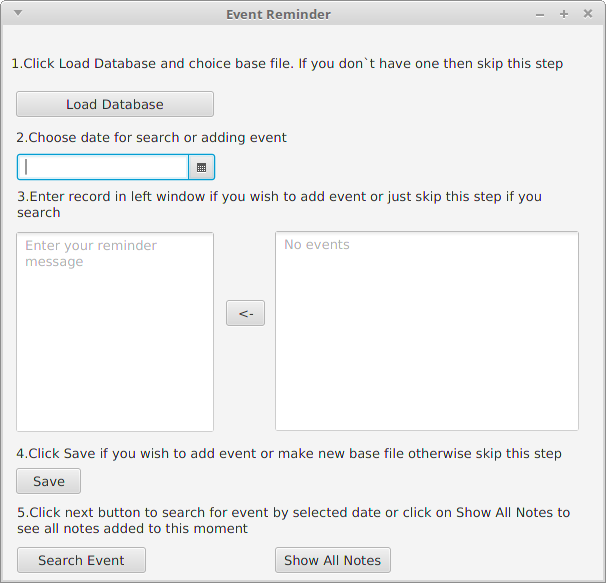 Event Reminder
1.Click Load Database and choice base file. If you don`t have one then skip this step
Load Database
2.Choose date for search or adding event
3.Enter record in left window if you wish to add event or just skip this step if you
search
Enter your reminder
message
No events
<-
4.Click Save if you wish to add event or make new base file otherwise skip this step
Save
5.Click next button to search for event by selected date or click on Show All Notes to
see all notes added to this moment
Search Event
Show All Notes